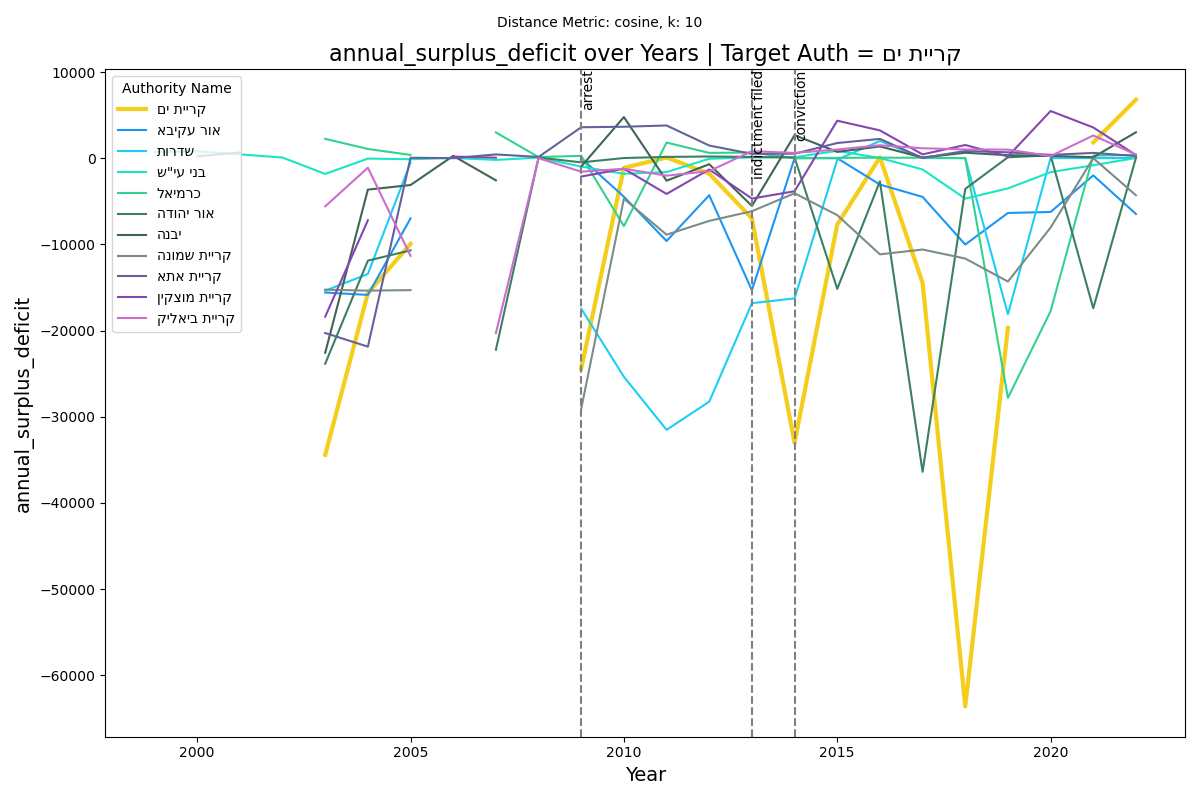 Distance Metric: cosine, k: 10
annual_surplus_deficit over Years | Target Auth = קריית ים
annual_surplus_deficit
10000
0
−10000
−20000
−30000
−40000
−50000
−60000
Authority Name
קריית ים
אור עקיבא
שדרות
בני עי"ש
כרמיאל
אור יהודה
יבנה
קריית שמונה
קריית אתא
קריית מוצקין
קריית ביאליק
arrest
indictment filed
conviction
2000
2005
2010
2015
2020
Year